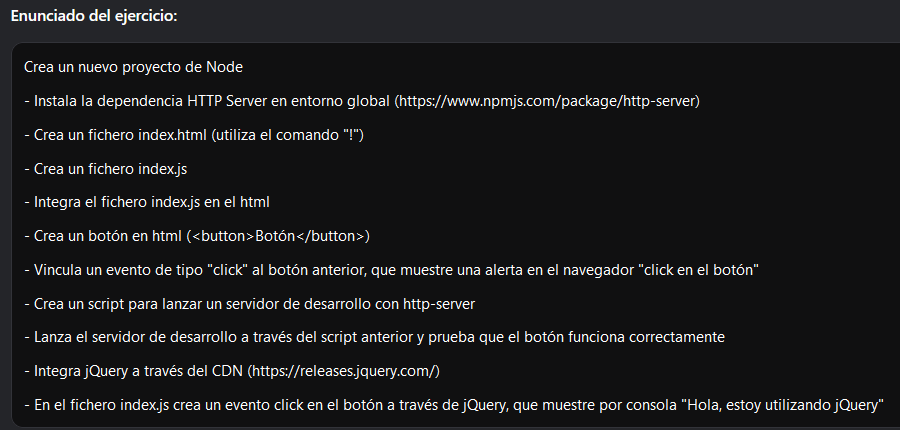 Enunciado del ejercicio:
Crea un nuevo proyecto de Node
- Instala la dependencia HTTP Server en entorno global (https://www.npmjs.com/package/http-server)
- Crea un fichero index.html (utiliza el comando "!")
- Crea un fichero index.js
- Integra el fichero index.js en el html
- Crea un botón en html (<button>Botón</button>)
- Vincula un evento de tipo "click" al botón anterior, que muestre una alerta en el navegador "click en el botón"
- Crea un script para lanzar un servidor de desarrollo con http-server
- Lanza el servidor de desarrollo a través del script anterior y prueba que el botón funciona correctamente
- Integra jQuery a través del CDN (https://releases.jquery.com/)
- En el fichero index.js crea un evento click en el botón a través de jQuery, que muestre por consola "Hola, estoy utilizando jQuery"